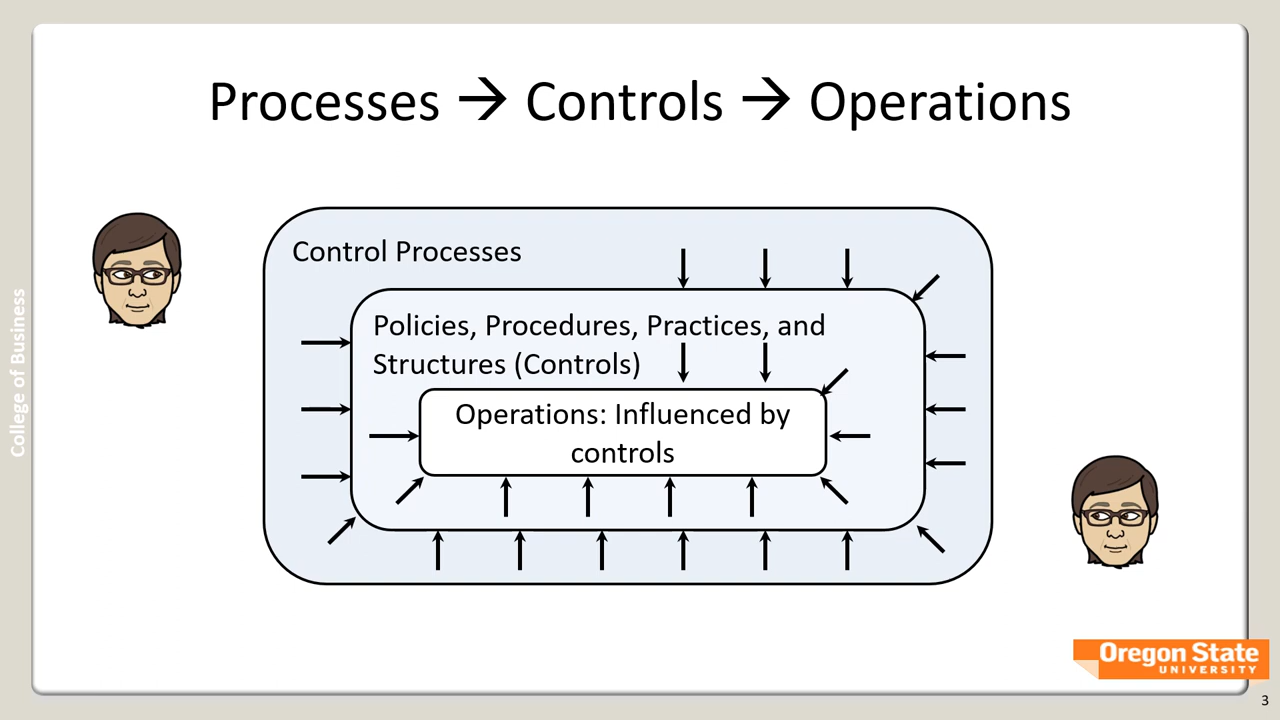 Processes → Controls → Operations
Control Processes
Policies, Procedures, Practices, and
Structures (Controls)
Operations: Influenced by
controls
College of Business
Oregon State
UNIVERSITY
3